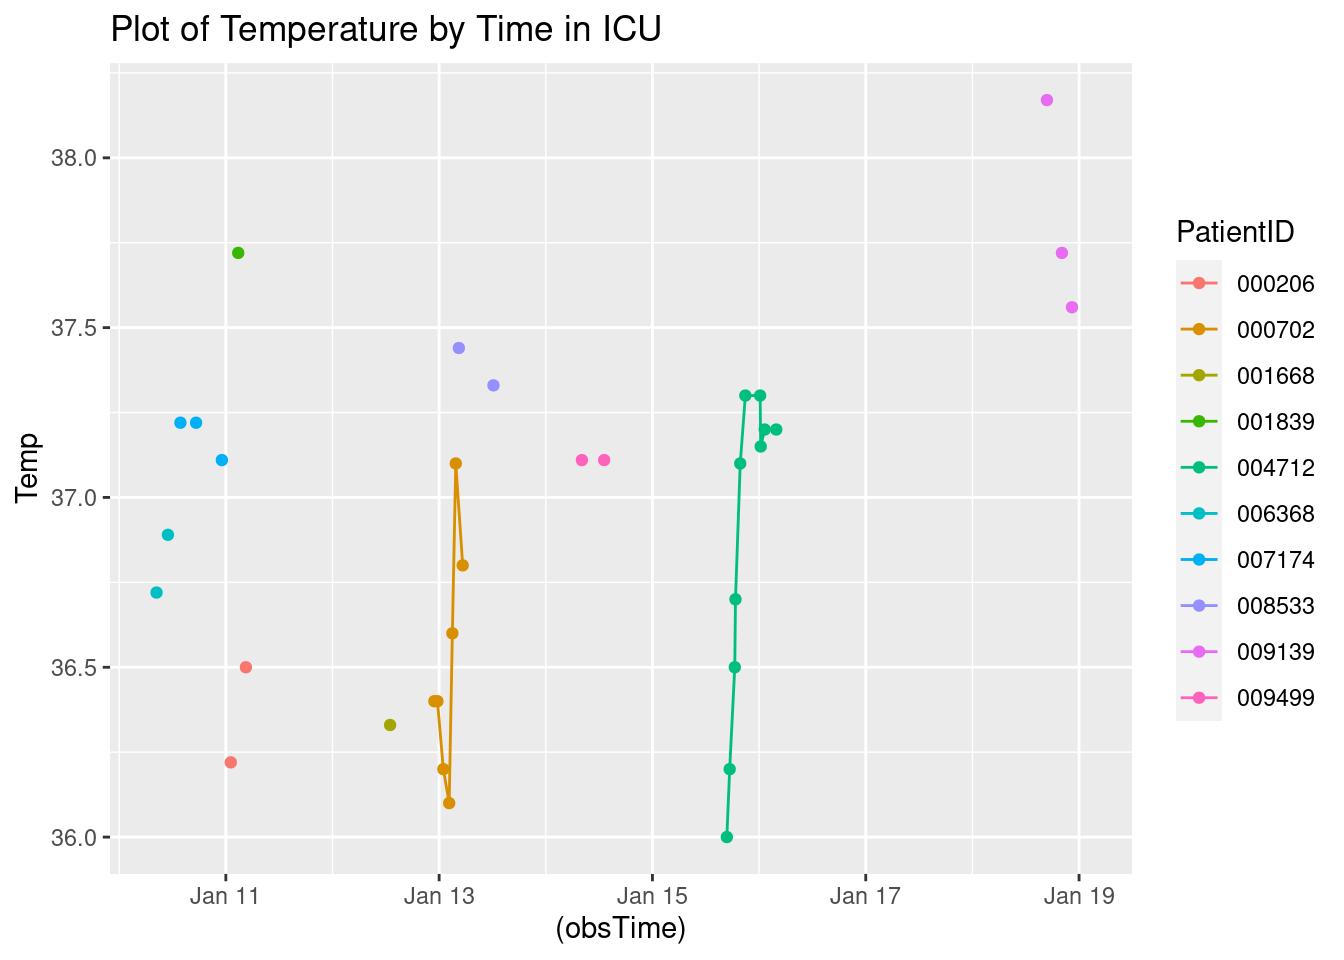 Plot of Temperature by Time in ICU
38.0
37.5
37.0
36.5
36.0
Temp
Jan 11
Jan 13
Jan 15
Jan 17
Jan 19
(obsTime)
PatientID
000206
000702
001668
001839
004712
006368
007174
008533
009139
009499